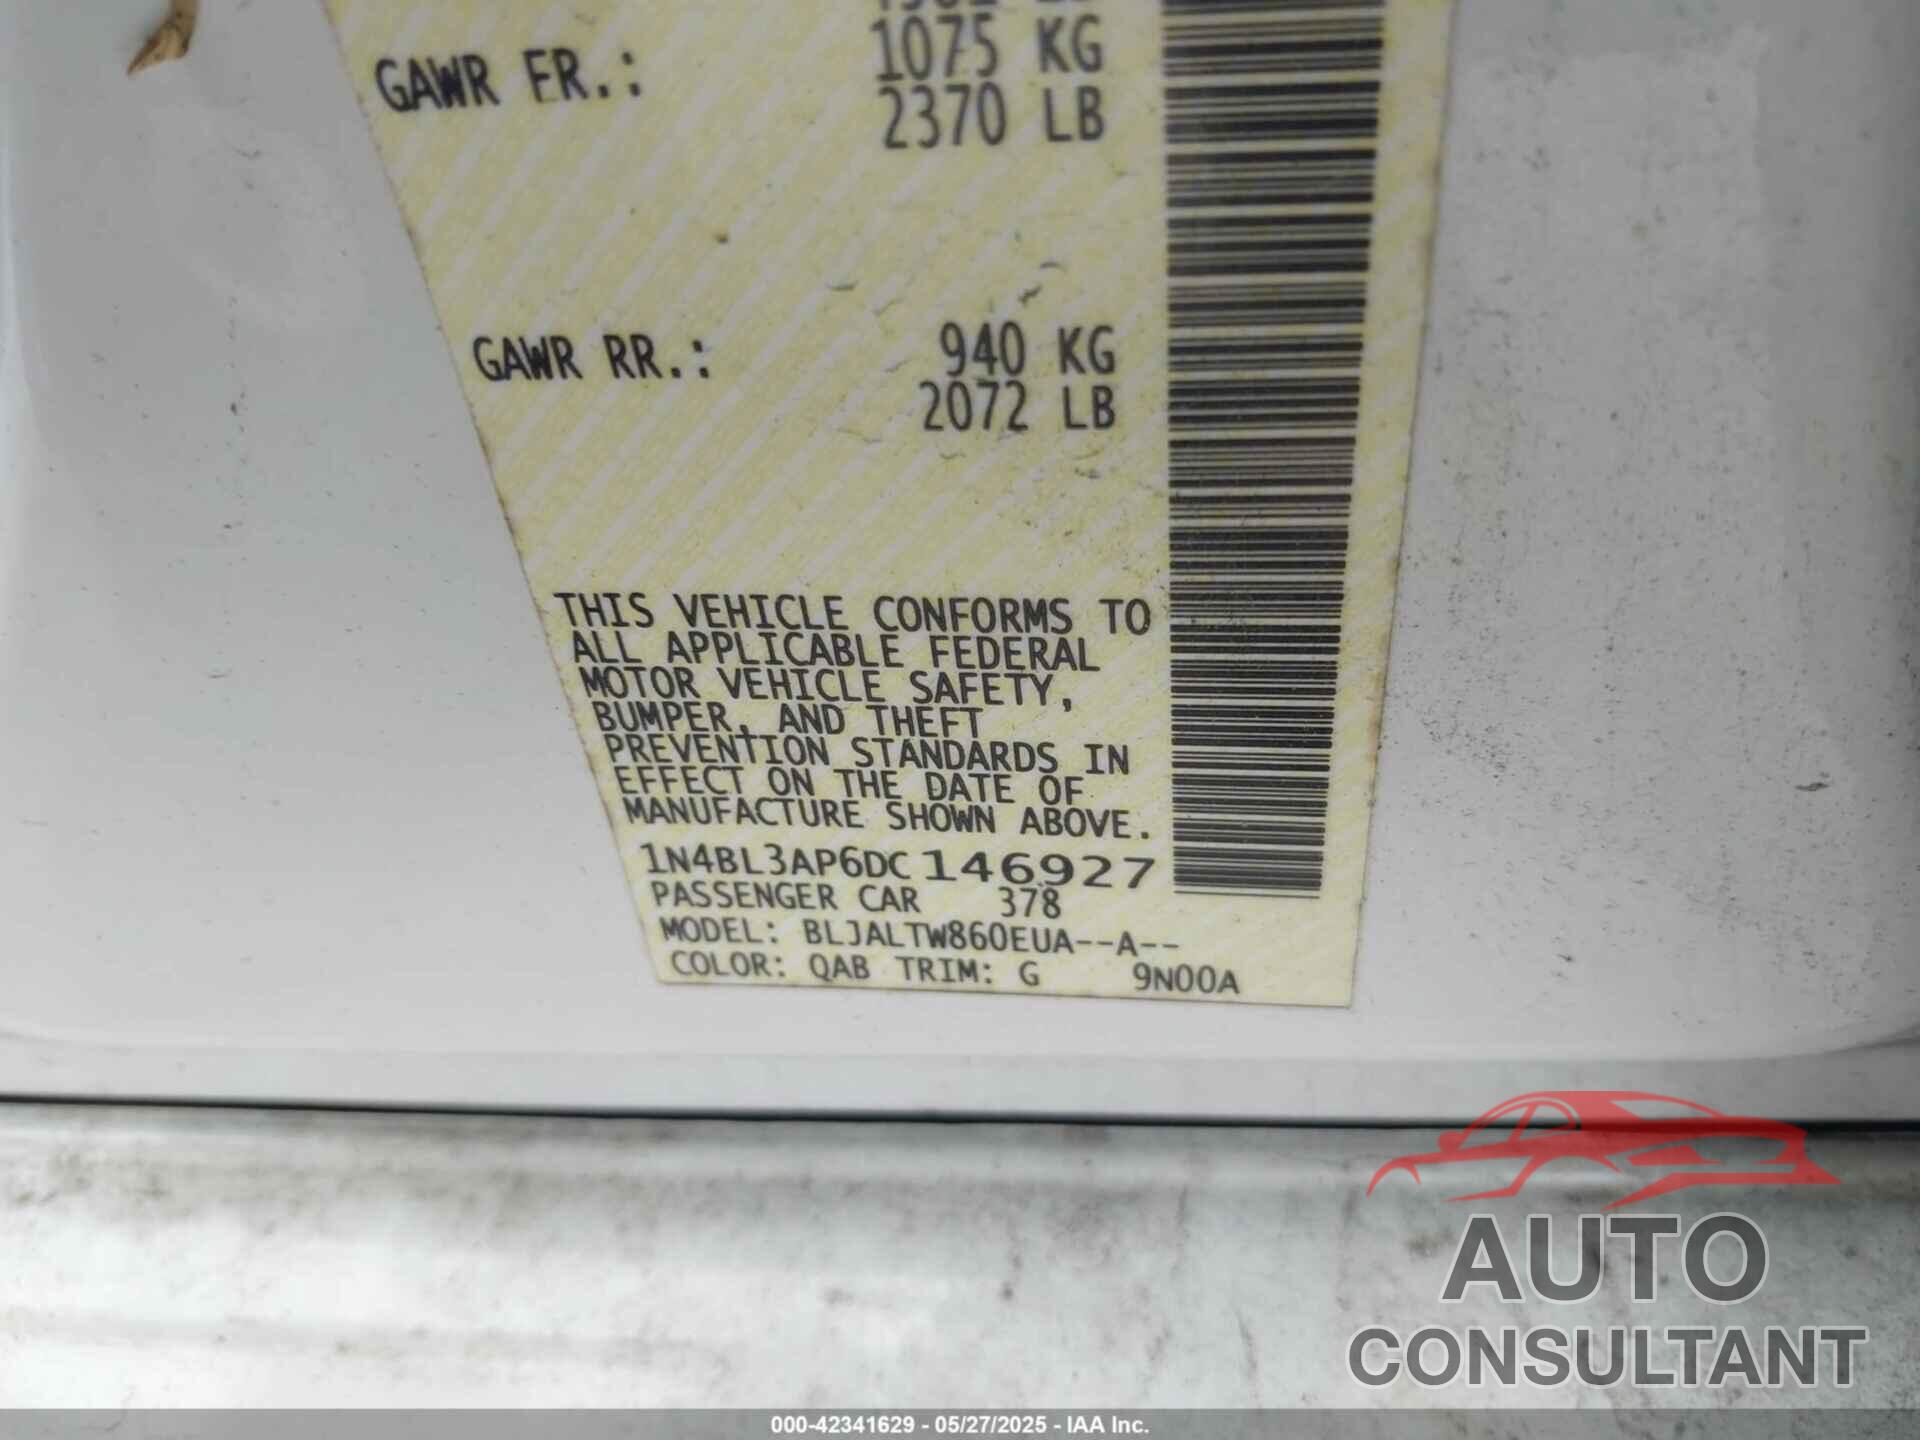 1075 KG
GAWR FR.:
2370 LB
GAWR RR.: 940 KG
2072 LB
THIS VEHICLE CONFORMS TO
ALL APPLICABLE FEDERAL
MOTOR VEHICLE SAFETY,
BUMPER, AND THEFT
PREVENTION STANDARDS IN
EFFECT ON THE DATE OF
MANUFACTURE SHOWN ABOVE.
1N4BL3AP6DC146927
PASSENGER CAR 378
MODEL: BLJALTW860EUA--A--
COLOR: QAB TRIM: G 9N00A
AUTO
CONSULTANT
000-42341629 - 05/27/2025 - IAA Inc.